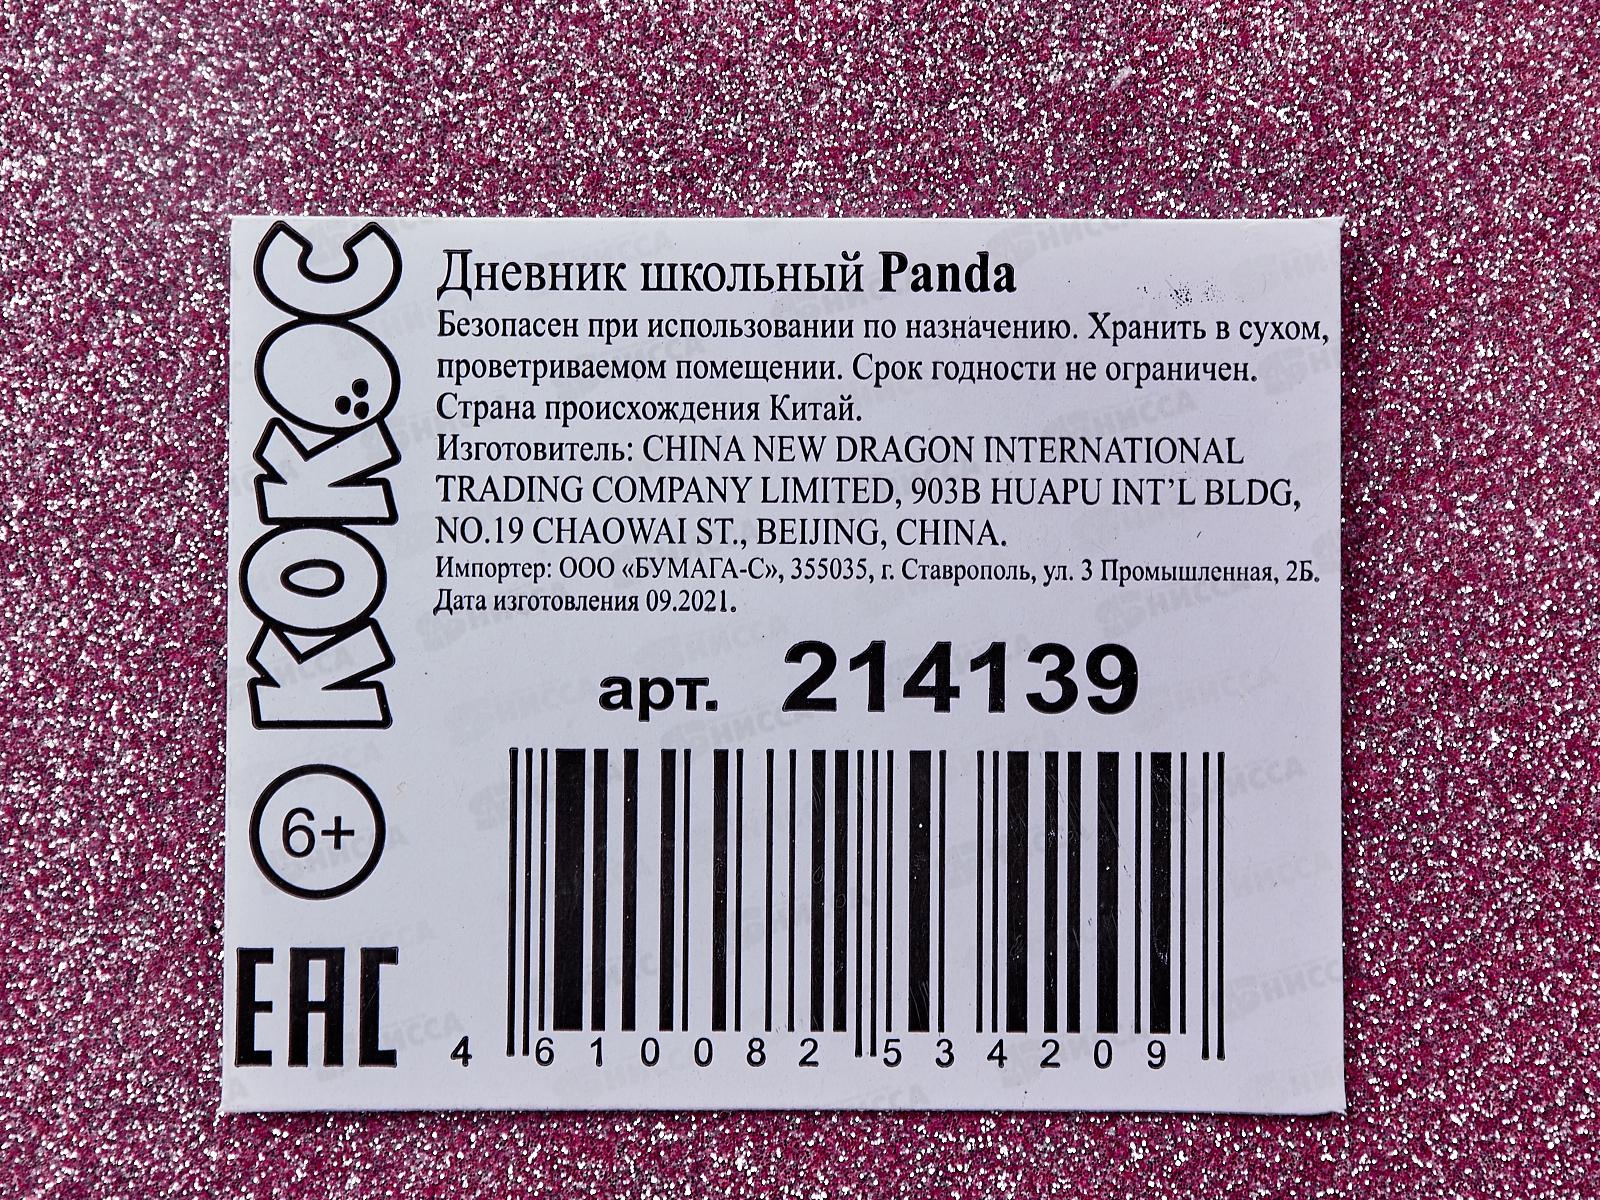 КОКОС
Дневник школьный Panda
Безопасен при использовании по назначению. Хранить в сухом,
проветриваемом помещении. Срок годности не ограничен.
Страна происхождения Китай.
Изготовитель: CHINA NEW DRAGON INTERNATIONAL
TRADING COMPANY LIMITED, 903B HUAPU INT'L BLDG,
NO.19 CHAOWAI ST., BEIJING, CHINA.
Импортер: ООО «БУМАГА-С», 355035, г. Ставрополь, ул. 3 Промышленная, 2Б.
Дата изготовления 09.2021.
арт. 214139
6+
ЕАС
4 610082 534209